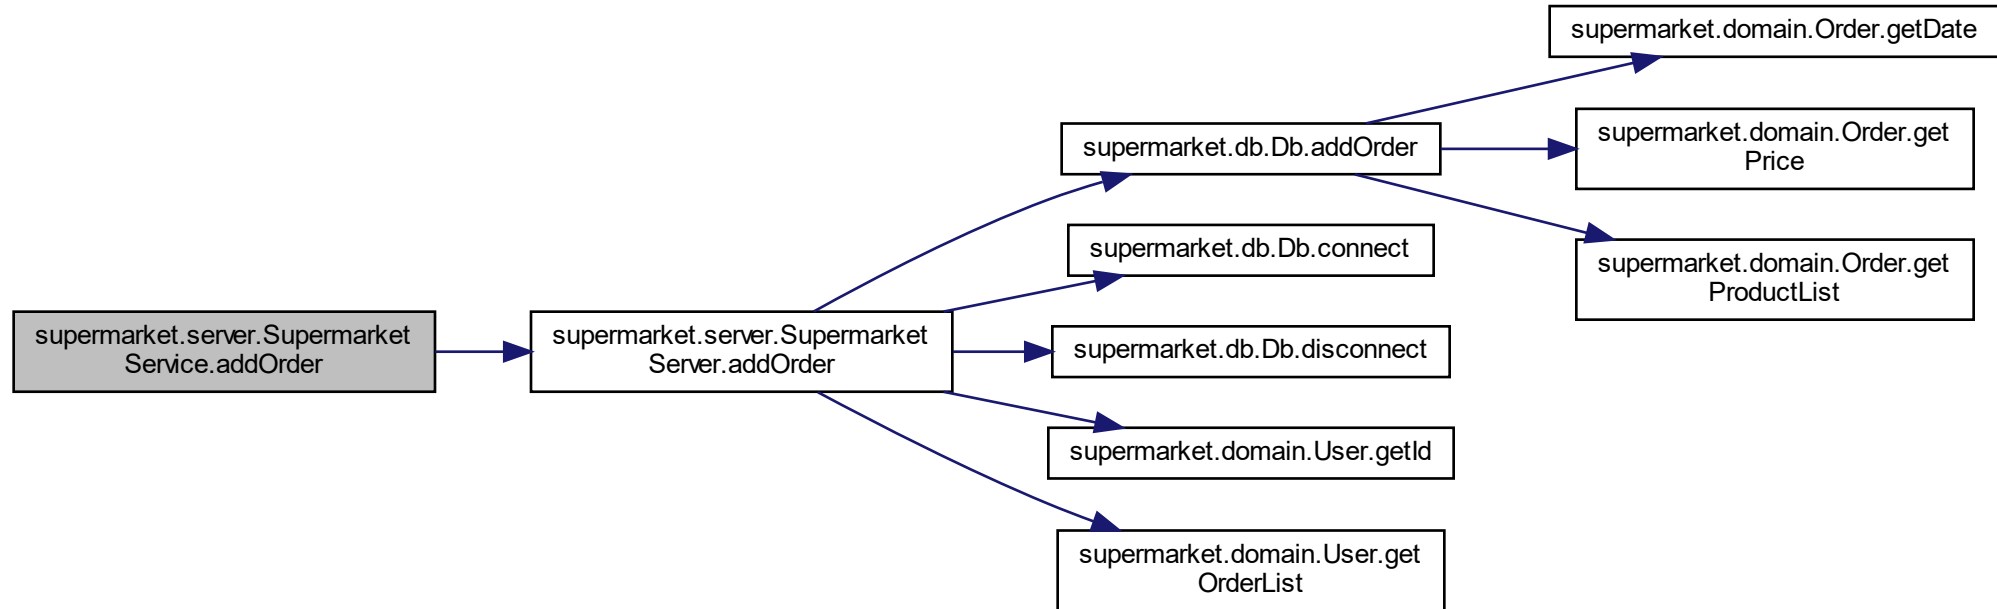 supermarket.server.Supermarket
Service.addOrder
supermarket.server.Supermarket
Server.addOrder
supermarket.db.Db.addOrder
supermarket.domain.Order.getDate
supermarket.domain.Order.get
Price
supermarket.domain.Order.get
ProductList
supermarket.db.Db.connect
supermarket.db.Db.disconnect
supermarket.domain.User.getId
supermarket.domain.User.get
OrderList